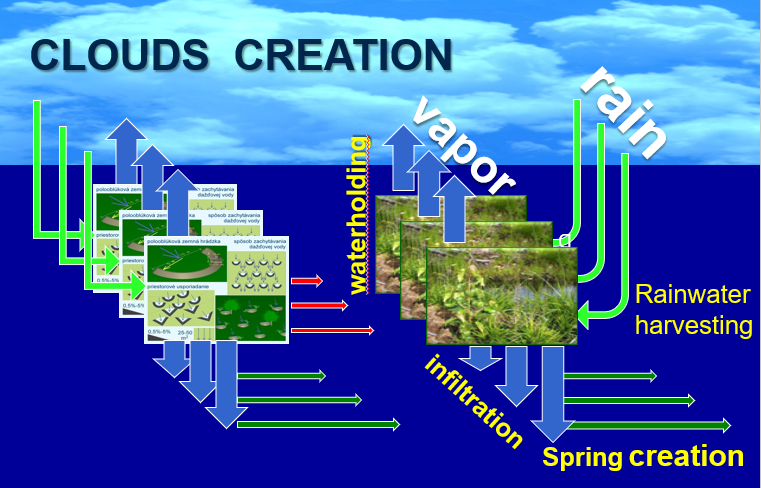 CLOUDS CREATION
rain
vapor
waterholding
spôsob zachytávania
dažďovej vody
polooblúková zemná hrádzka
priestorové usporiadanie
0,5%-5%
25-50
m²
Rainwater
harvesting
infiltration
Spring creation